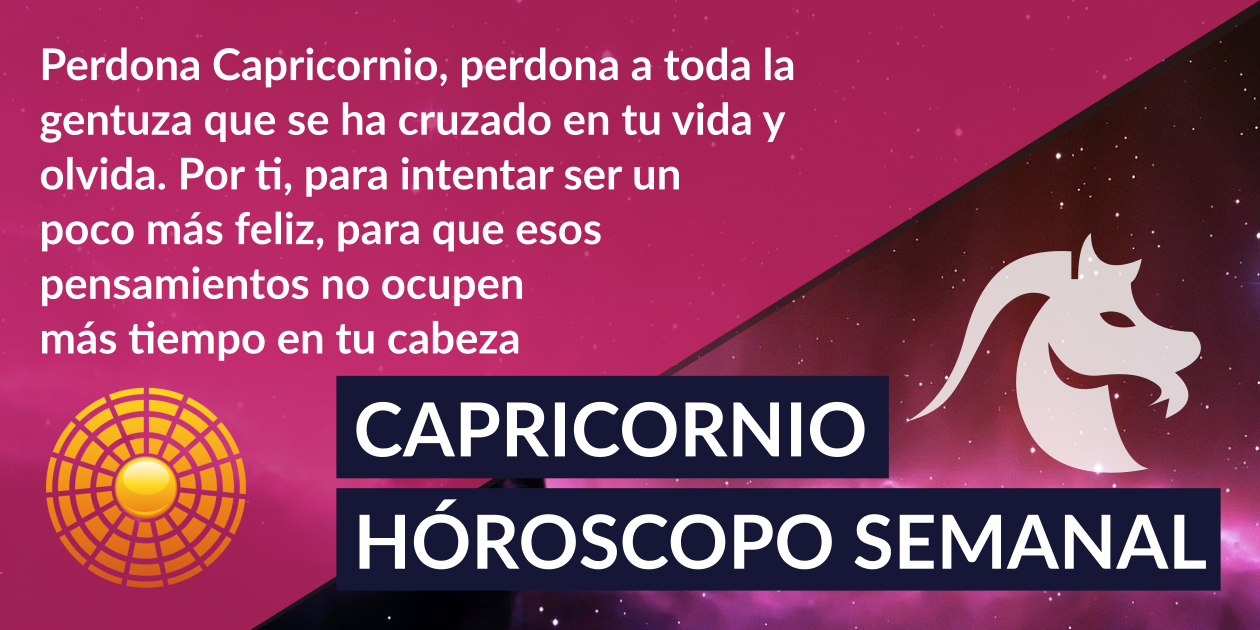 Perdona Capricornio, perdona a toda la
gentuza que se ha cruzado en tu vida y
olvida. Por ti, para intentar ser un
poco más feliz, para que esos
pensamientos no ocupen
más tiempo en tu cabeza
CAPRICORNIO
HÓROSCOPO SEMANAL